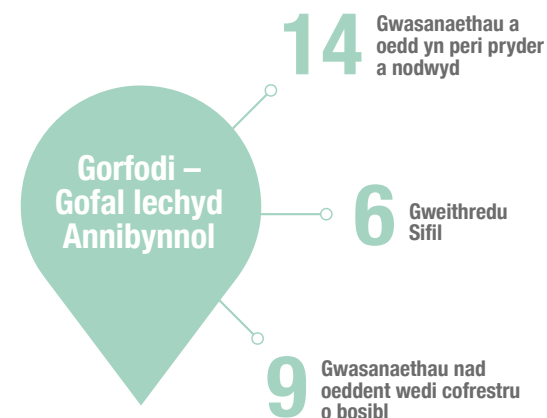 Gorfodi –
Gofal Iechyd
Annibynnol
14
Gwasanaethau a
oedd yn peri pryder
a nodwyd
6
Gweithredu
Sifil
9
Gwasanaethau nad
oeddent wedi cofrestru
o bosibl